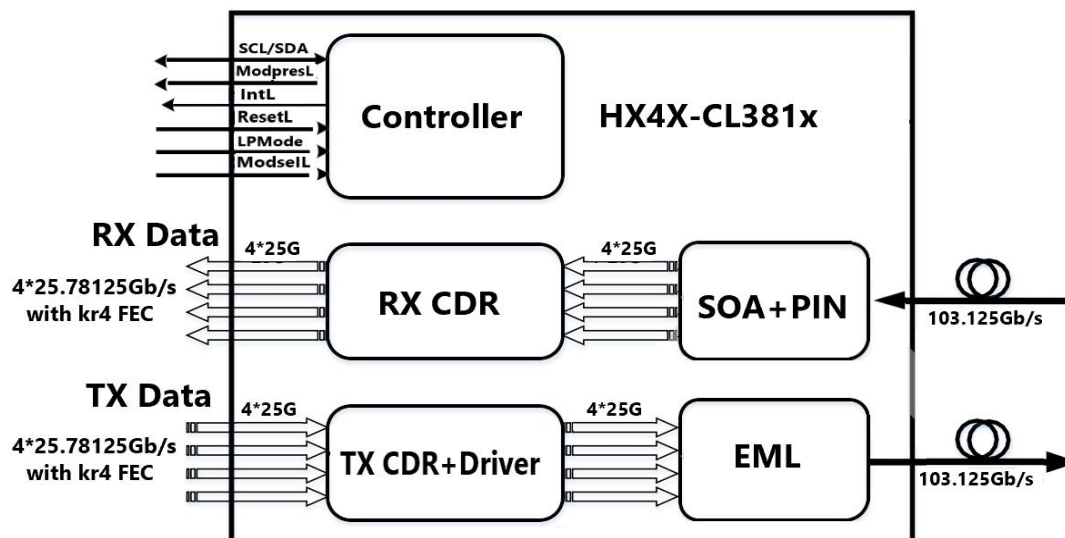 SCL/SDA
ModpresL
IntL
ResetL
LPMode
ModselL
Controller
HX4X-CL381x
RX Data
4*25.78125Gb/s
with kr4 FEC
4*25G
RX CDR
4*25G
SOA+PIN
103.125Gb/s
TX Data
4*25.78125Gb/s
with kr4 FEC
4*25G
TX CDR+Driver
4*25G
EML
103.125Gb/s